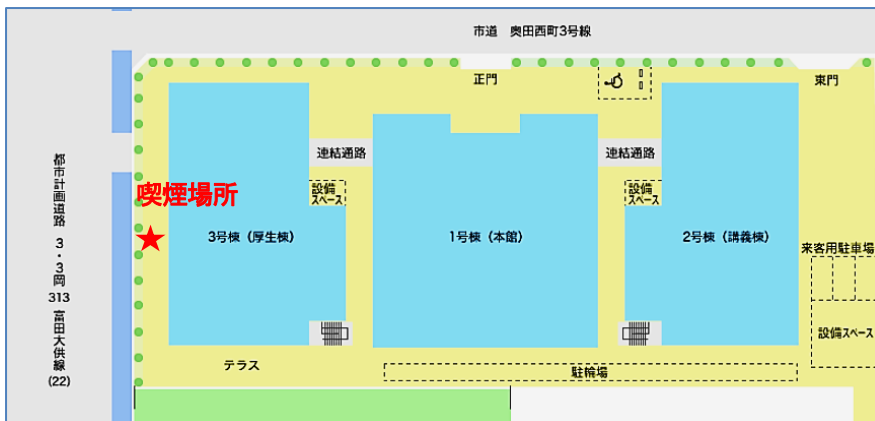 市道 奥田西町3号線
正門
東門
連結通路
連結通路
設備
スペース
設備
スペース
喫煙場所
★
3号棟（厚生棟）
1号棟（本館）
2号棟（講義棟）
来客用駐車場
設備スペース
テラス
駐輪場
都市計画道路 3・3岡313 富田大供線(22)